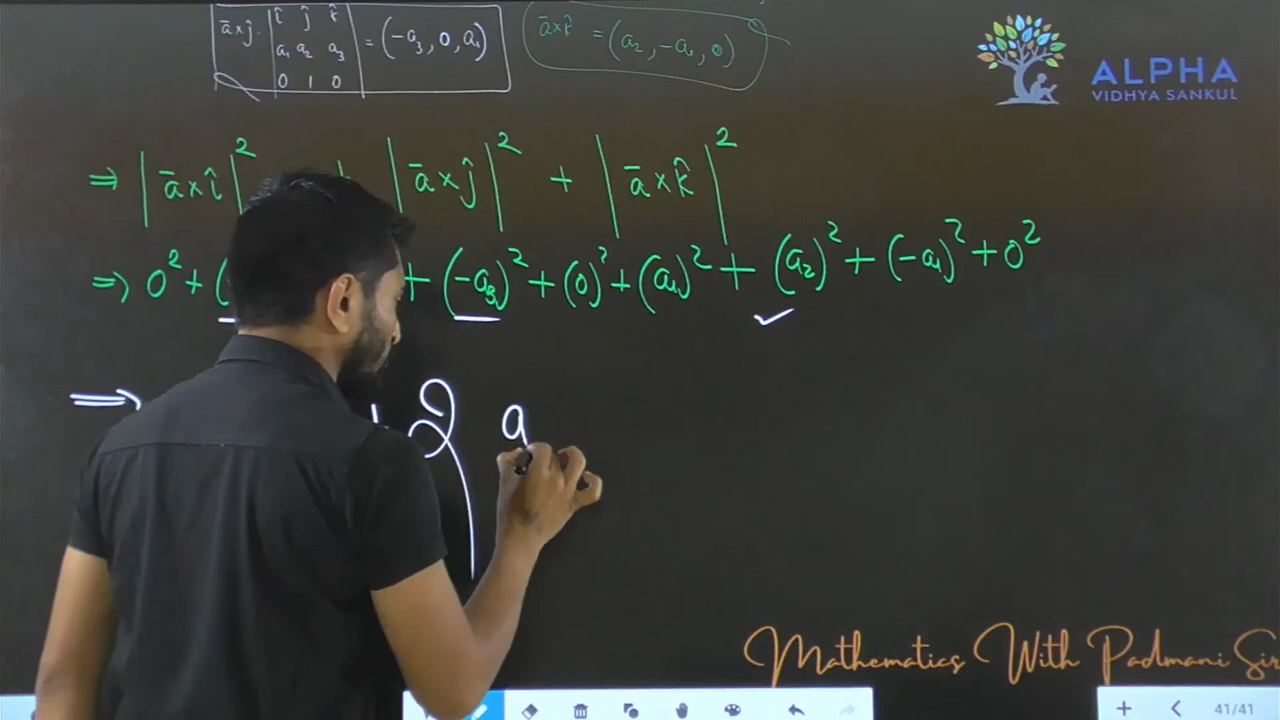 ā×j̄ = | î ĵ k̂ | = (-a₃, 0, a₁)
| a₁ a₂ a₃ |
| 0 1 0 |
ā×k̂ = (a₂, -a₁, 0)
ALPHA
VIDHYA SANKUL
⇒ |ā×î|² + |ā×ĵ|² + |ā×k̂|²
⇒ 0² + ( + (-a₃)² + (0)² + (a₁)² + (a₂)² + (-a₁)² + 0²
⇒ + 2 a
Mathematics With Padmani Sir
41/41